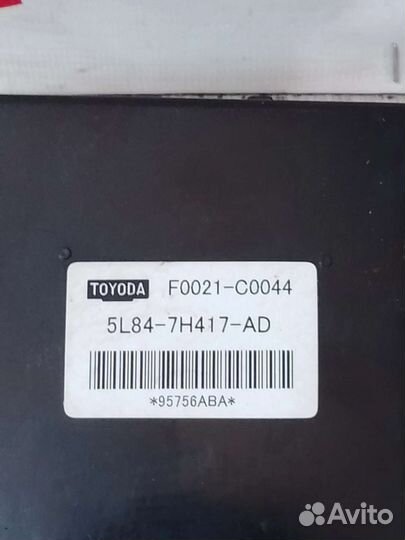 TOYODA F0021-C0044
5L84-7H417-AD
*95756ABA*
Avito